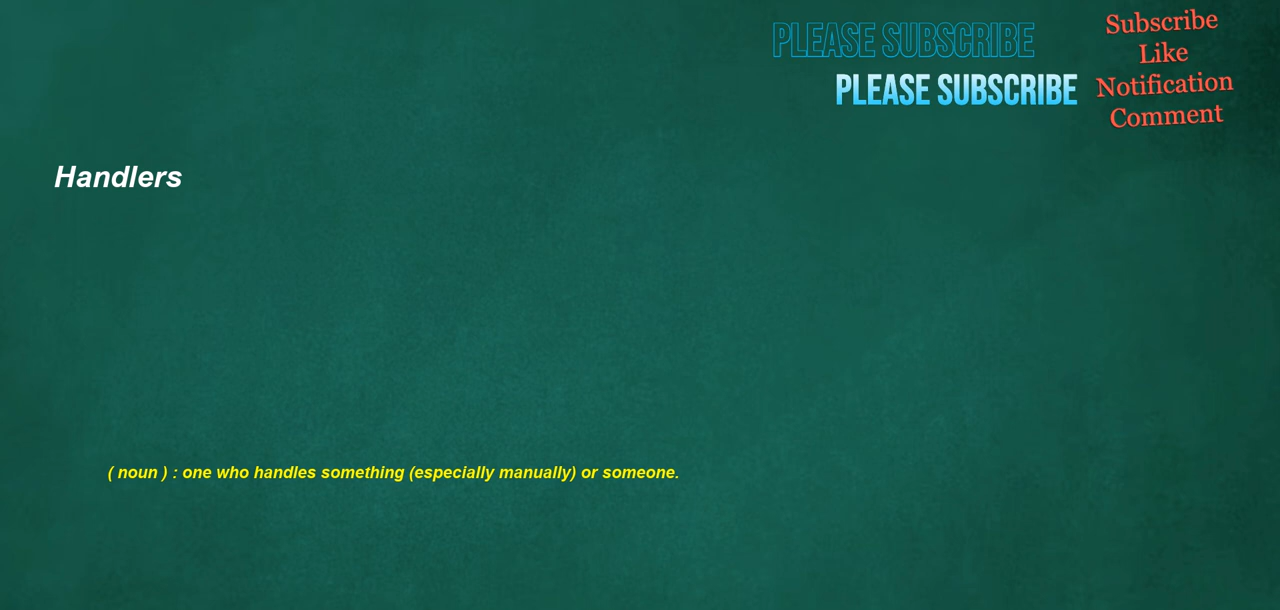 PLEASE SUBSCRIBE
PLEASE SUBSCRIBE
Subscribe
Like
Notification
Comment
Handlers
( noun ) : one who handles something (especially manually) or someone.